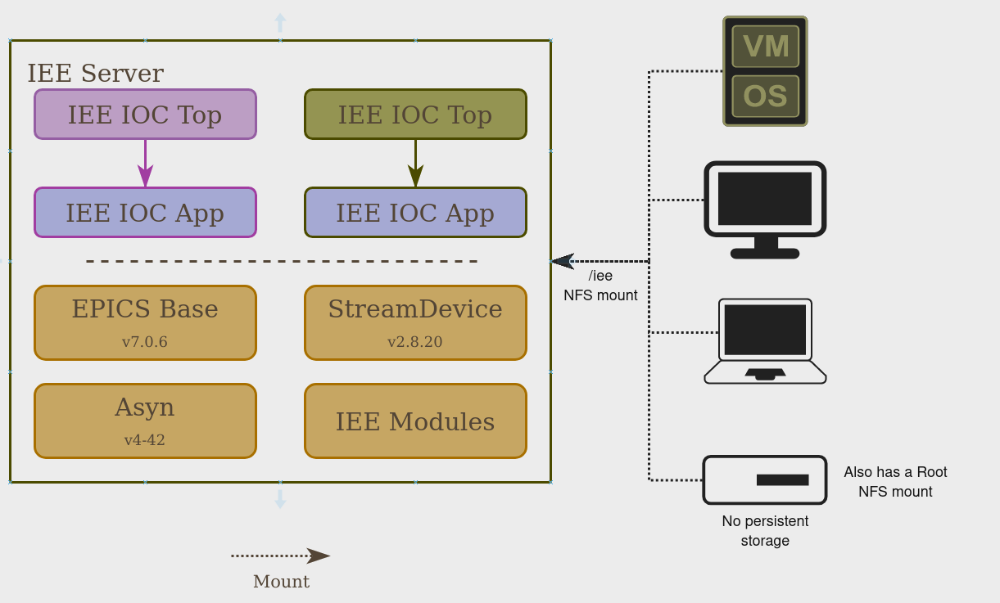 IEE Server
IEE IOC Top
IEE IOC Top
IEE IOC App
IEE IOC App
EPICS Base
v7.0.6
StreamDevice
v2.8.20
Asyn
v4-42
IEE Modules
Mount
/iee
NFS mount
VM
OS
Also has a Root
NFS mount
No persistent
storage